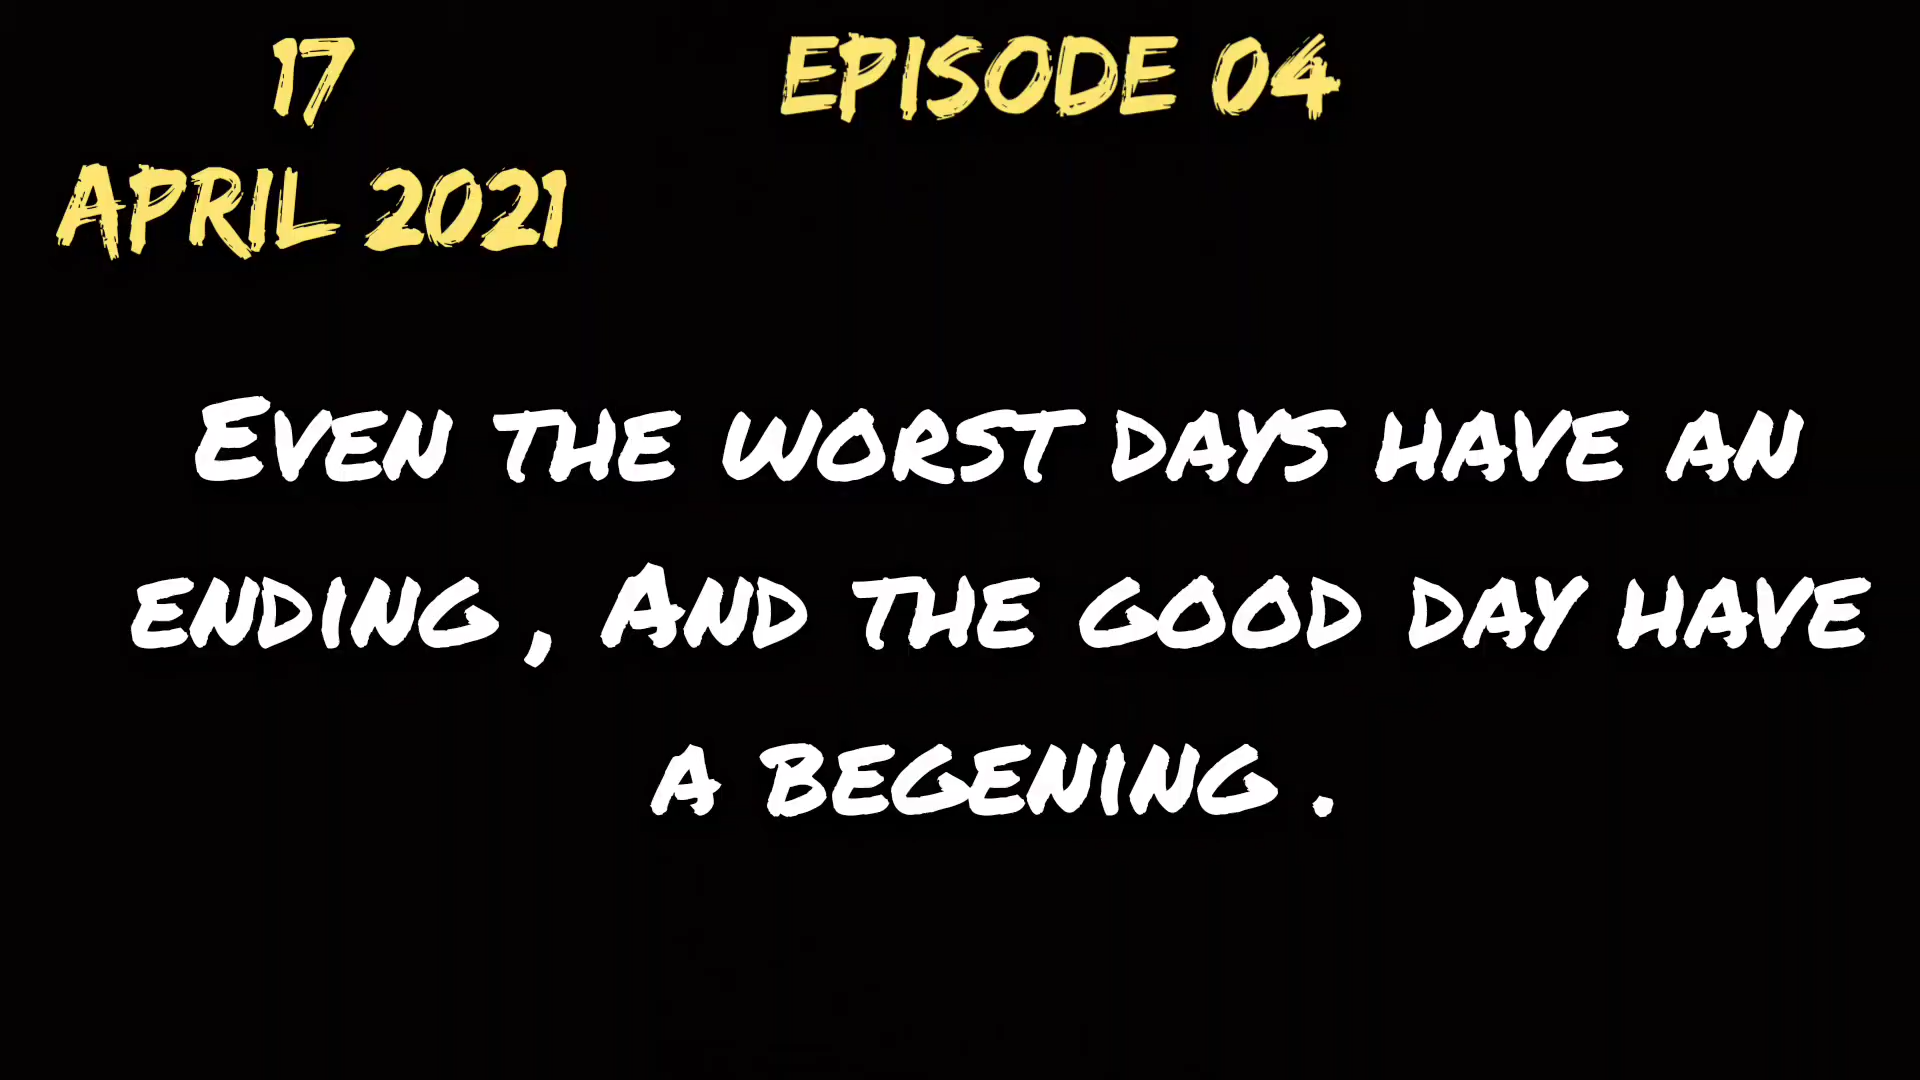 17
APRIL 2021
EPISODE 04
EVEN THE WORST DAYS HAVE AN
ENDING , AND THE GOOD DAY HAVE
A BEGENING .